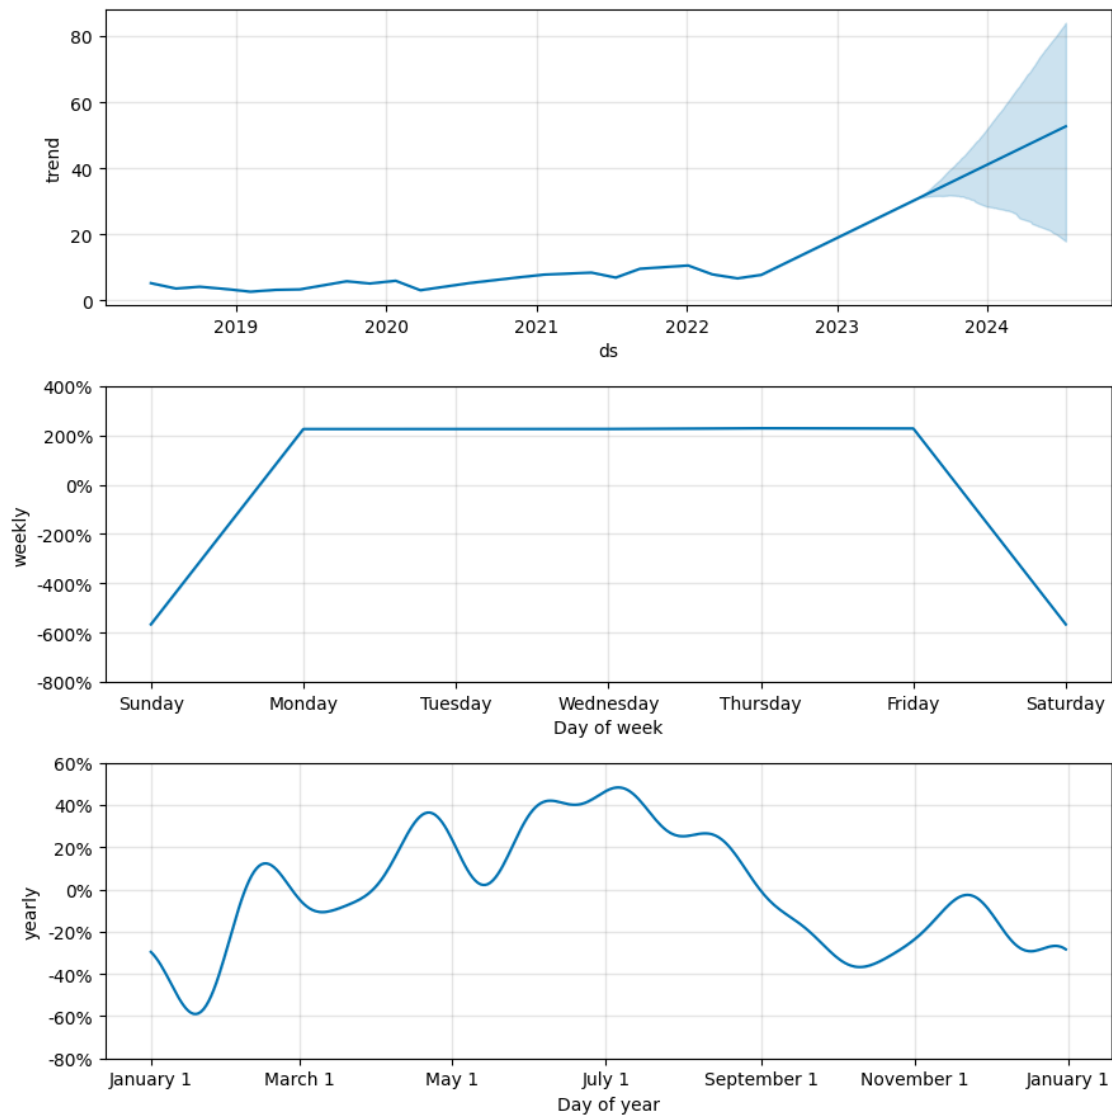 80
60
40
20
0
trend
2019 2020 2021 2022 2023 2024
ds
400%
200%
0%
-200%
-400%
-600%
-800%
weekly
Sunday Monday Tuesday Wednesday Thursday Friday Saturday
Day of week
60%
40%
20%
0%
-20%
-40%
-60%
-80%
yearly
January 1 March 1 May 1 July 1 September 1 November 1 January 1
Day of year